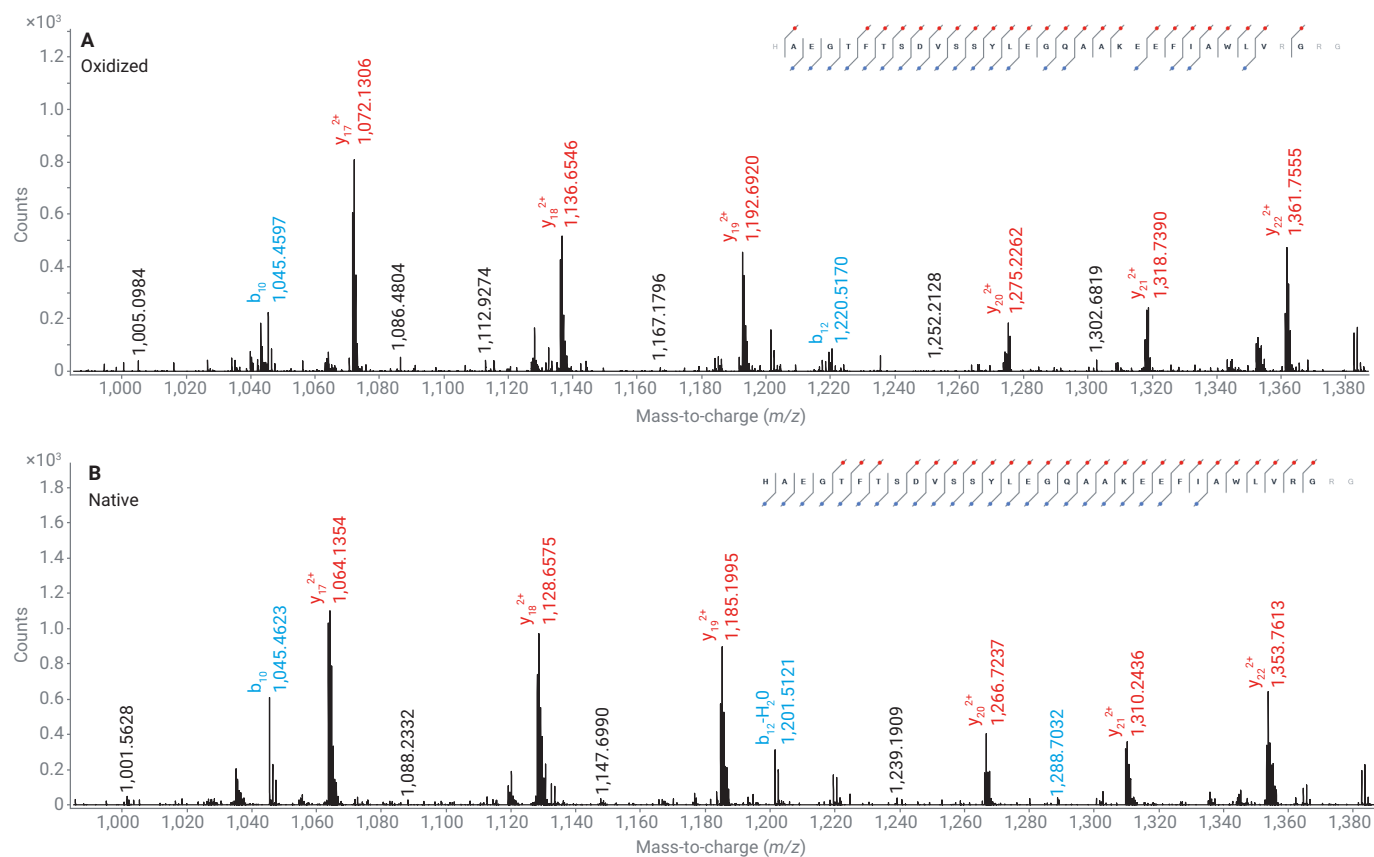 ×10³
A
Oxidized
H A E G T F T S D V S S Y L E G Q A A K E E F I A W L V R G R G
1.2
1.0
0.8
0.6
0.4
0.2
0
Counts
1,005.0984
b10
1,045.4597
y17 2+
1,072.1306
1,086.4804
1,112.9274
y18 2+
1,136.6546
1,167.1796
y19 2+
1,192.6920
b12
1,220.5170
1,252.2128
y20 2+
1,275.2262
1,302.6819
y21 2+
1,318.7390
y22 2+
1,361.7555
1,000 1,020 1,040 1,060 1,080 1,100 1,120 1,140 1,160 1,180 1,200 1,220 1,240 1,260 1,280 1,300 1,320 1,340 1,360 1,380
Mass-to-charge (m/z)
×10³
B
Native
H A E G T F T S D V S S Y L E G Q A A K E E F I A W L V R G R G
1.8
1.6
1.4
1.2
1.0
0.8
0.6
0.4
0.2
0
Counts
1,001.5628
b10
1,045.4623
y17 2+
1,064.1354
1,088.2332
y18 2+
1,128.6575
1,147.6990
y19 2+
1,185.1995
b12-H20
1,201.5121
1,239.1909
y20 2+
1,266.7237
1,288.7032
y21 2+
1,310.2436
y22 2+
1,353.7613
1,000 1,020 1,040 1,060 1,080 1,100 1,120 1,140 1,160 1,180 1,200 1,220 1,240 1,260 1,280 1,300 1,320 1,340 1,360 1,380
Mass-to-charge (m/z)